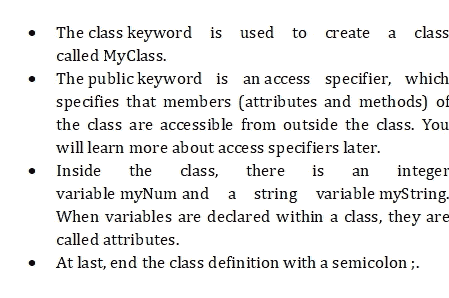 • The class keyword is used to create a class
called MyClass.
• The public keyword is an access specifier, which
specifies that members (attributes and methods) of
the class are accessible from outside the class. You
will learn more about access specifiers later.
• Inside the class, there is an integer
variable myNum and a string variable myString.
When variables are declared within a class, they are
called attributes.
• At last, end the class definition with a semicolon ;.